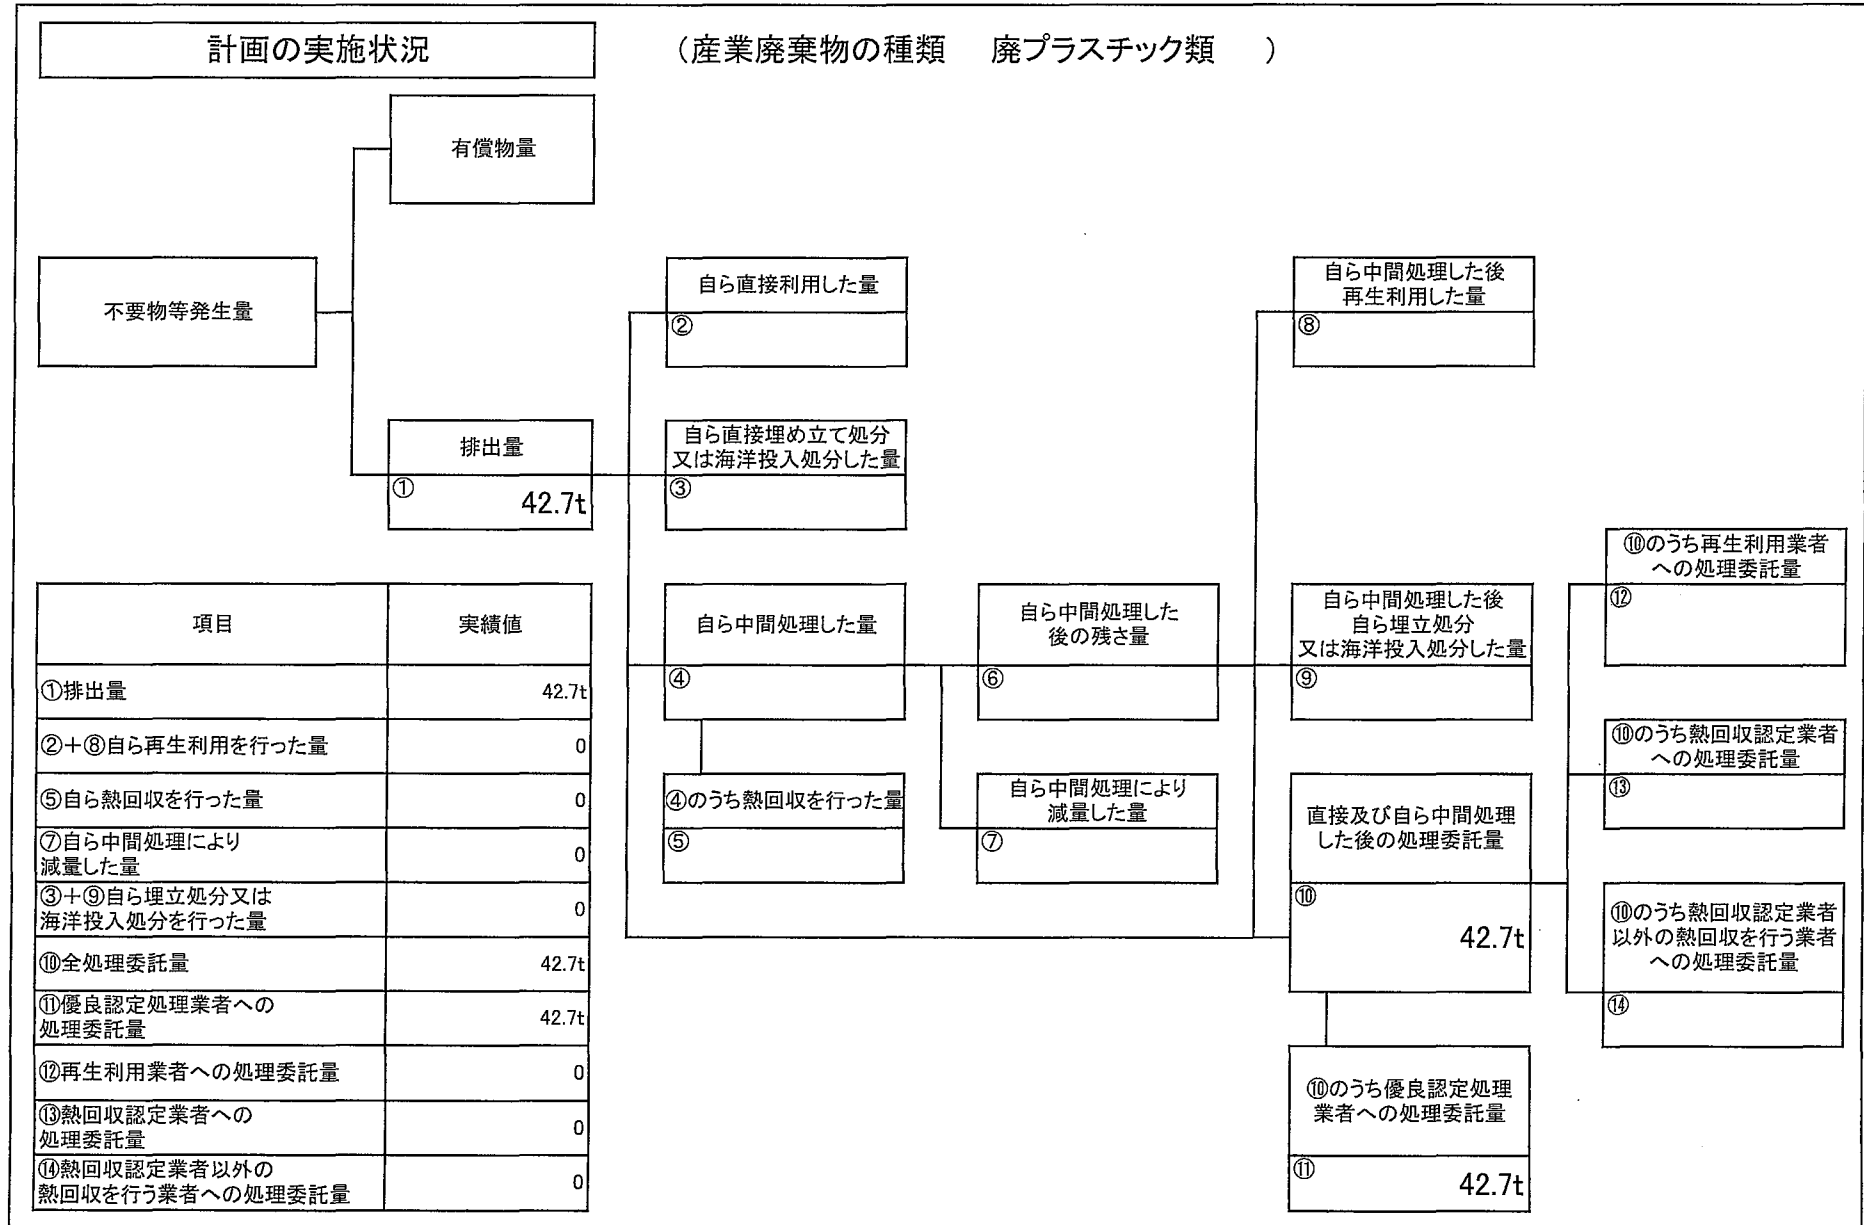 計画の実施状況
（産業廃棄物の種類　廃プラスチック類　）
有償物量
不要物等発生量
自ら直接利用した量
②
自ら中間処理した後
再生利用した量
⑧
排出量
①
42.7t
自ら直接埋め立て処分
又は海洋投入処分した量
③
⑩のうち再生利用業者
への処理委託量
⑫
自ら中間処理した量
④
自ら中間処理した
後の残さ量
⑥
自ら中間処理した後
自ら埋立処分
又は海洋投入処分した量
⑨
⑩のうち熱回収認定業者
への処理委託量
⑬
④のうち熱回収を行った量
⑤
自ら中間処理により
減量した量
⑦
直接及び自ら中間処理
した後の処理委託量
⑩
42.7t
⑩のうち熱回収認定業者
以外の熱回収を行う業者
への処理委託量
⑭
⑩のうち優良認定処理
業者への処理委託量
⑪
42.7t
項目　実績値
①排出量　42.7t
②＋⑧自ら再生利用を行った量　0
⑤自ら熱回収を行った量　0
⑦自ら中間処理により
減量した量　0
③＋⑨自ら埋立処分又は
海洋投入処分を行った量　0
⑩全処理委託量　42.7t
⑪優良認定処理業者への
処理委託量　42.7t
⑫再生利用業者への処理委託量　0
⑬熱回収認定業者への
処理委託量　0
⑭熱回収認定業者以外の
熱回収を行う業者への処理委託量　0